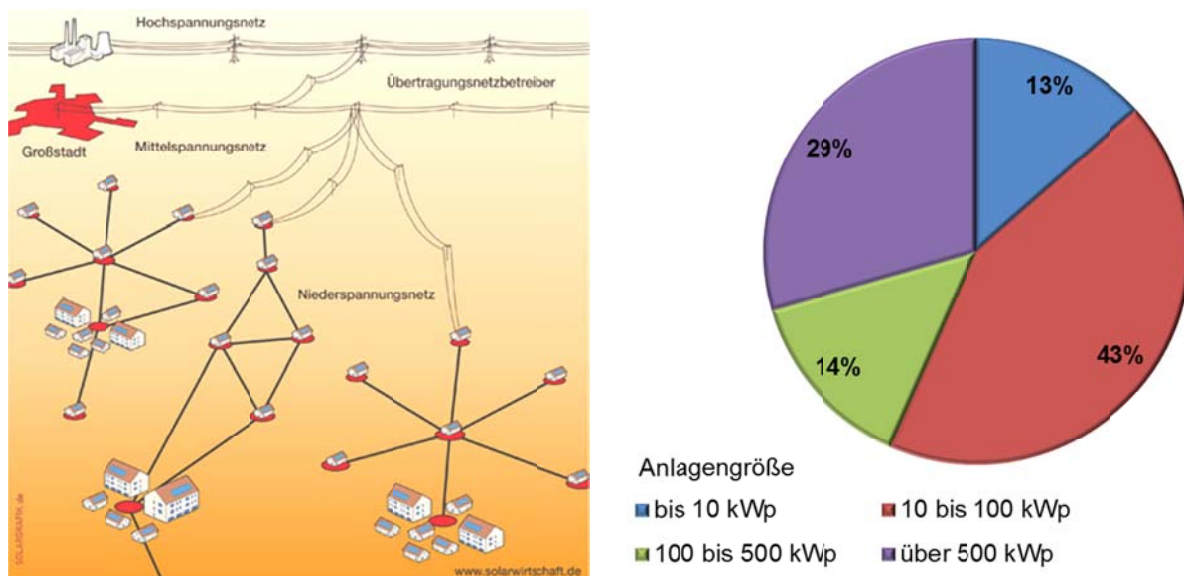 Hochspannungsnetz
Übertragungsnetzbetreiber
Großstadt
Mittelspannungsnetz
Niederspannungsnetz
SOLARGRAFIK.de
www.solarwirtschaft.de
13%
29%
43%
14%
Anlagengröße
bis 10 kWp
10 bis 100 kWp
100 bis 500 kWp
über 500 kWp